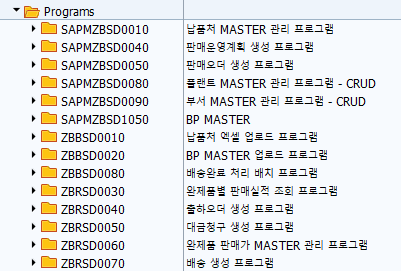 Programs
SAPMZBSD0010 납품처 MASTER 관리 프로그램
SAPMZBSD0040 판매운영계획 생성 프로그램
SAPMZBSD0050 판매오더 생성 프로그램
SAPMZBSD0080 플랜트 MASTER 관리 프로그램 - CRUD
SAPMZBSD0090 부서 MASTER 관리 프로그램 - CRUD
SAPMZBSD1050 BP MASTER
ZBBSD0010 납품처 엑셀 업로드 프로그램
ZBBSD0020 BP MASTER 업로드 프로그램
ZBBSD0080 배송완료 처리 배치 프로그램
ZBRSD0030 완제품별 판매실적 조회 프로그램
ZBRSD0040 출하오더 생성 프로그램
ZBRSD0050 대금청구 생성 프로그램
ZBRSD0060 완제품 판매가 MASTER 관리 프로그램
ZBRSD0070 배송 생성 프로그램